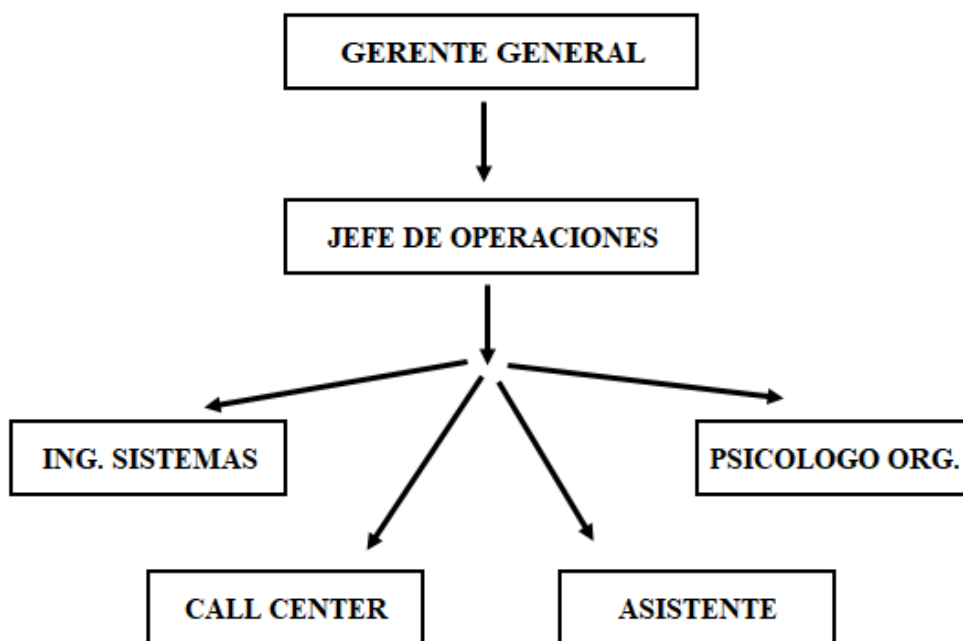 GERENTE GENERAL
JEFE DE OPERACIONES
ING. SISTEMAS
PSICOLOGO ORG.
CALL CENTER
ASISTENTE